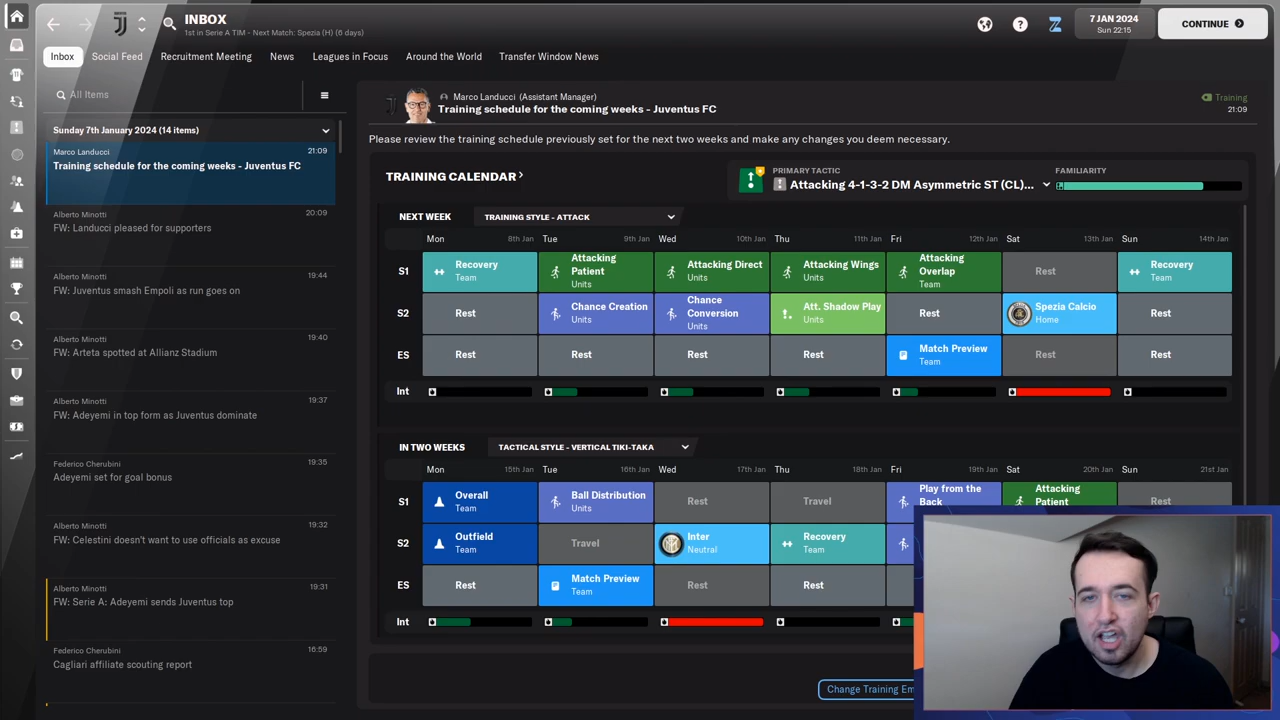 INBOX
1st in Serie A TIM - Next Match: Spezia (H) (6 days)
7 JAN 2024
Sun 22:15
CONTINUE
Inbox
Social Feed
Recruitment Meeting
News
Leagues in Focus
Around the World
Transfer Window News
All Items
Sunday 7th January 2024 (14 items)
Marco Landucci
21:09
Training schedule for the coming weeks - Juventus FC
Alberto Minotti
20:09
FW: Landucci pleased for supporters
Alberto Minotti
19:44
FW: Juventus smash Empoli as run goes on
Alberto Minotti
19:40
FW: Arteta spotted at Allianz Stadium
Alberto Minotti
19:37
FW: Adeyemi in top form as Juventus dominate
Federico Cherubini
19:35
Adeyemi set for goal bonus
Alberto Minotti
19:32
FW: Celestini doesn't want to use officials as excuse
Alberto Minotti
19:31
FW: Serie A: Adeyemi sends Juventus top
Federico Cherubini
16:59
Cagliari affiliate scouting report
Marco Landucci (Assistant Manager)
Training schedule for the coming weeks - Juventus FC
Training
21:09
Please review the training schedule previously set for the next two weeks and make any changes you deem necessary.
TRAINING CALENDAR
PRIMARY TACTIC
Attacking 4-1-3-2 DM Asymmetric ST (CL)...
FAMILIARITY
NEXT WEEK
TRAINING STYLE - ATTACK
Mon 8th Jan
Tue 9th Jan
Wed 10th Jan
Thu 11th Jan
Fri 12th Jan
Sat 13th Jan
Sun 14th Jan
S1
Recovery
Team
Attacking
Patient
Units
Attacking Direct
Units
Attacking Wings
Units
Attacking
Overlap
Team
Rest
Recovery
Team
S2
Rest
Chance Creation
Units
Chance
Conversion
Units
Att. Shadow Play
Units
Rest
Spezia Calcio
Home
Rest
ES
Rest
Rest
Rest
Rest
Match Preview
Team
Rest
Rest
Int
IN TWO WEEKS
TACTICAL STYLE - VERTICAL TIKI-TAKA
Mon 15th Jan
Tue 16th Jan
Wed 17th Jan
Thu 18th Jan
Fri 19th Jan
Sat 20th Jan
Sun 21st Jan
S1
Overall
Team
Ball Distribution
Units
Rest
Travel
Play from the
Back
Attacking
Patient
Rest
S2
Outfield
Team
Travel
Inter
Neutral
Recovery
Team
ES
Rest
Match Preview
Team
Rest
Rest
Int
Change Training Em